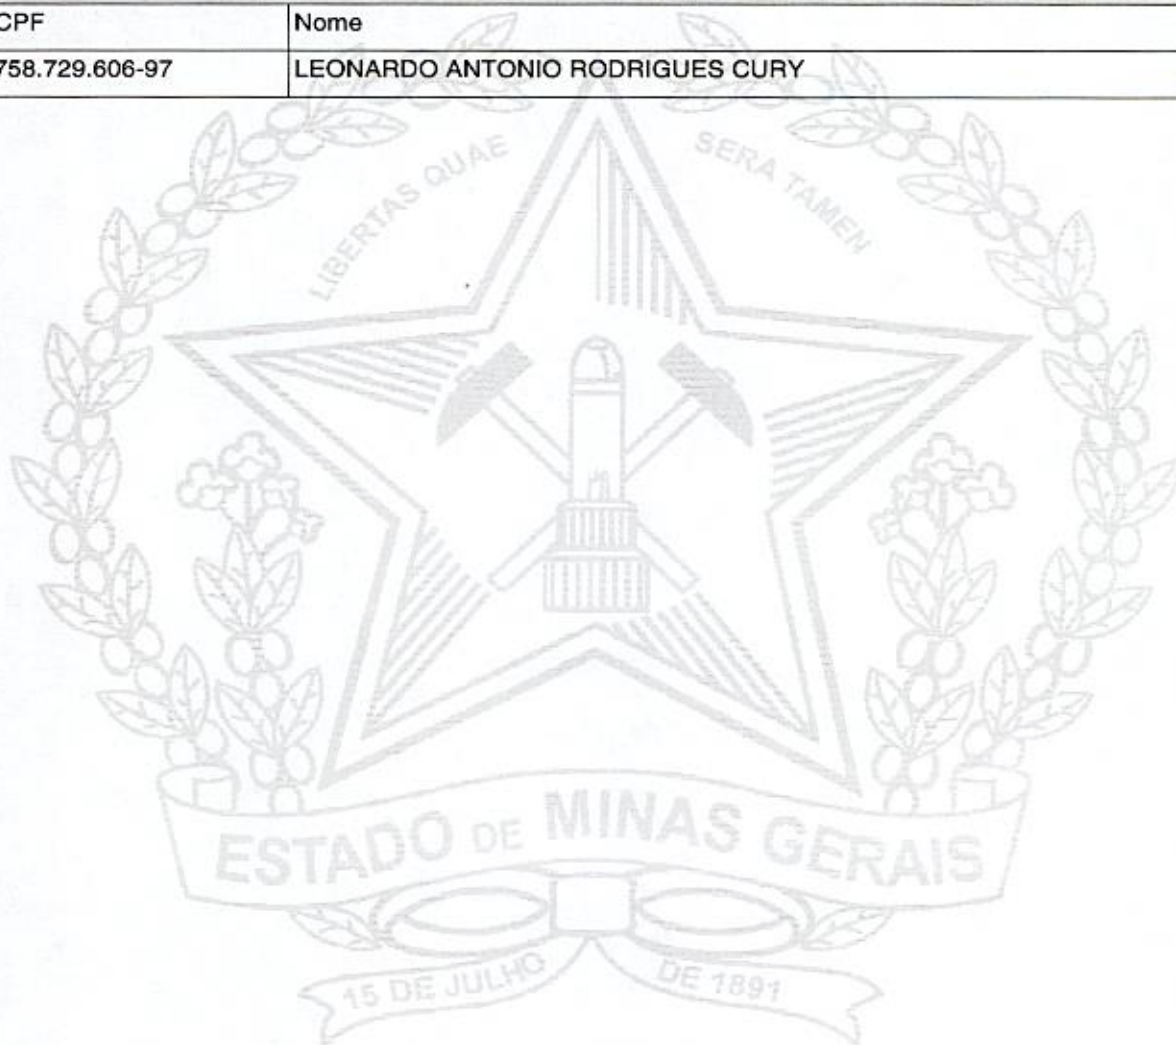 CPF Nome
758.729.606-97 LEONARDO ANTONIO RODRIGUES CURY
LIBERTAS QUAE SERA TAMEN
ESTADO DE MINAS GERAIS
15 DE JULHO DE 1891